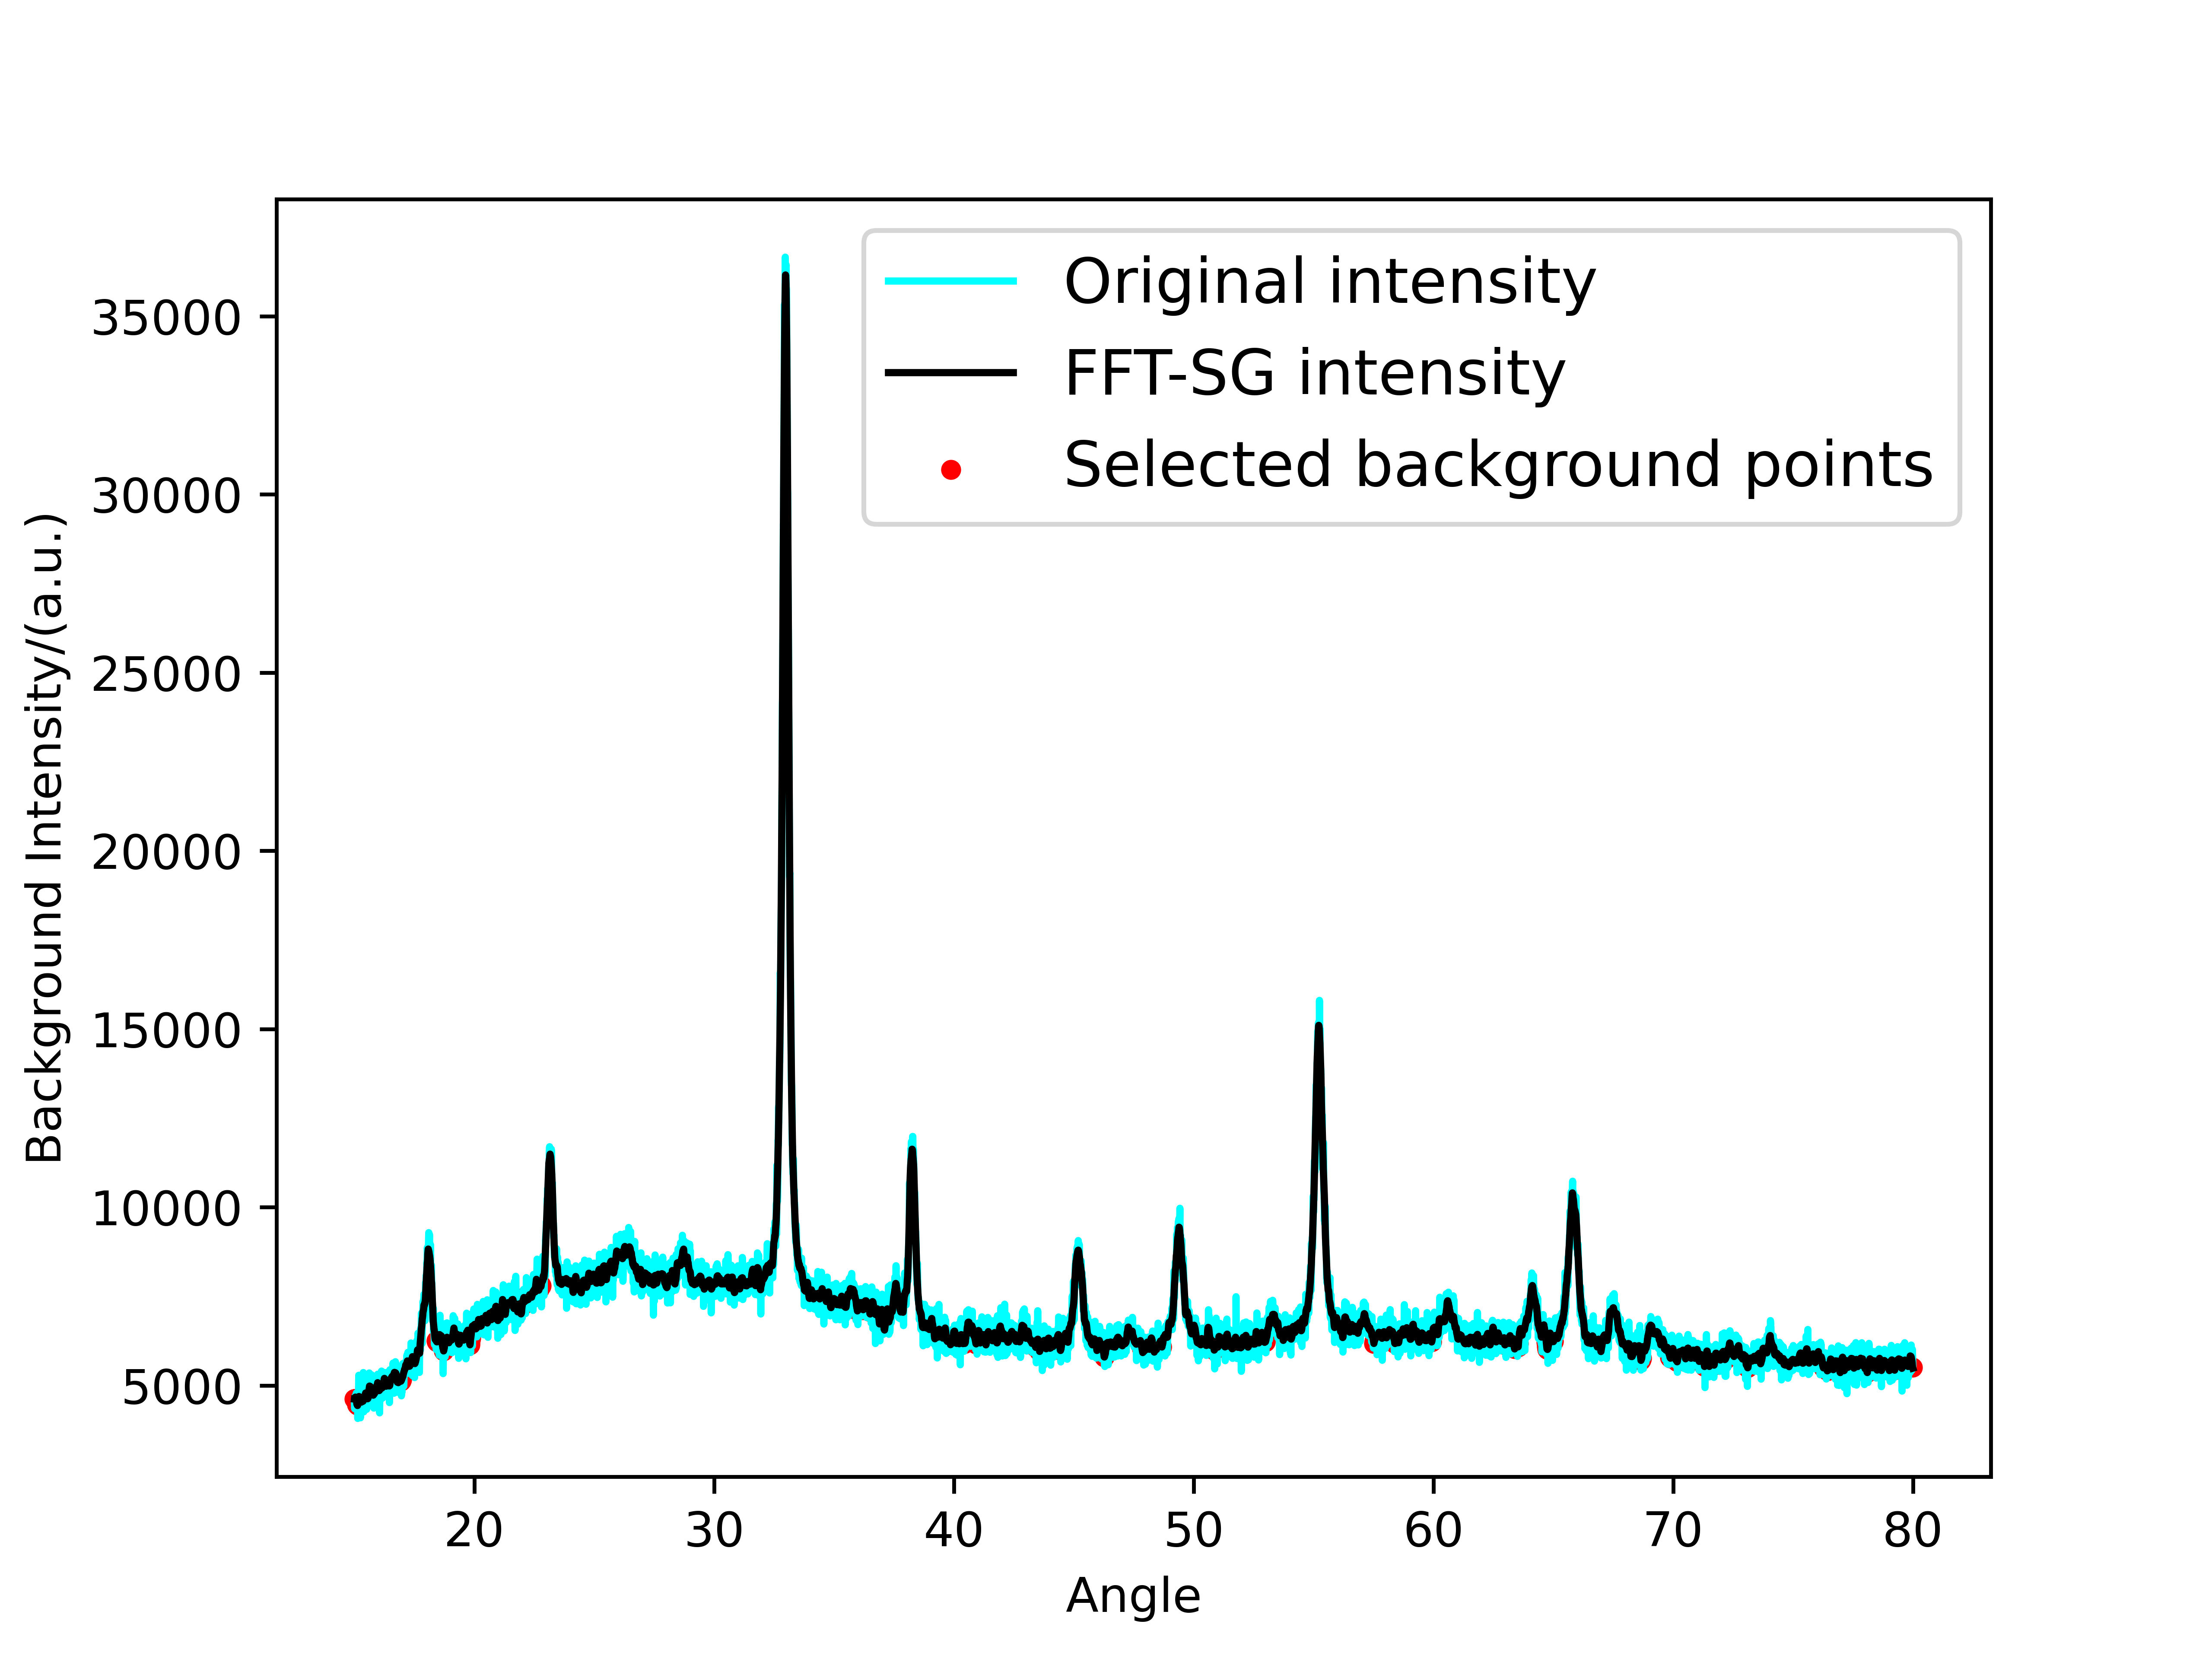 Original intensity
FFT-SG intensity
Selected background points
Background Intensity/(a.u.)
35000
30000
25000
20000
15000
10000
5000
20 30 40 50 60 70 80
Angle